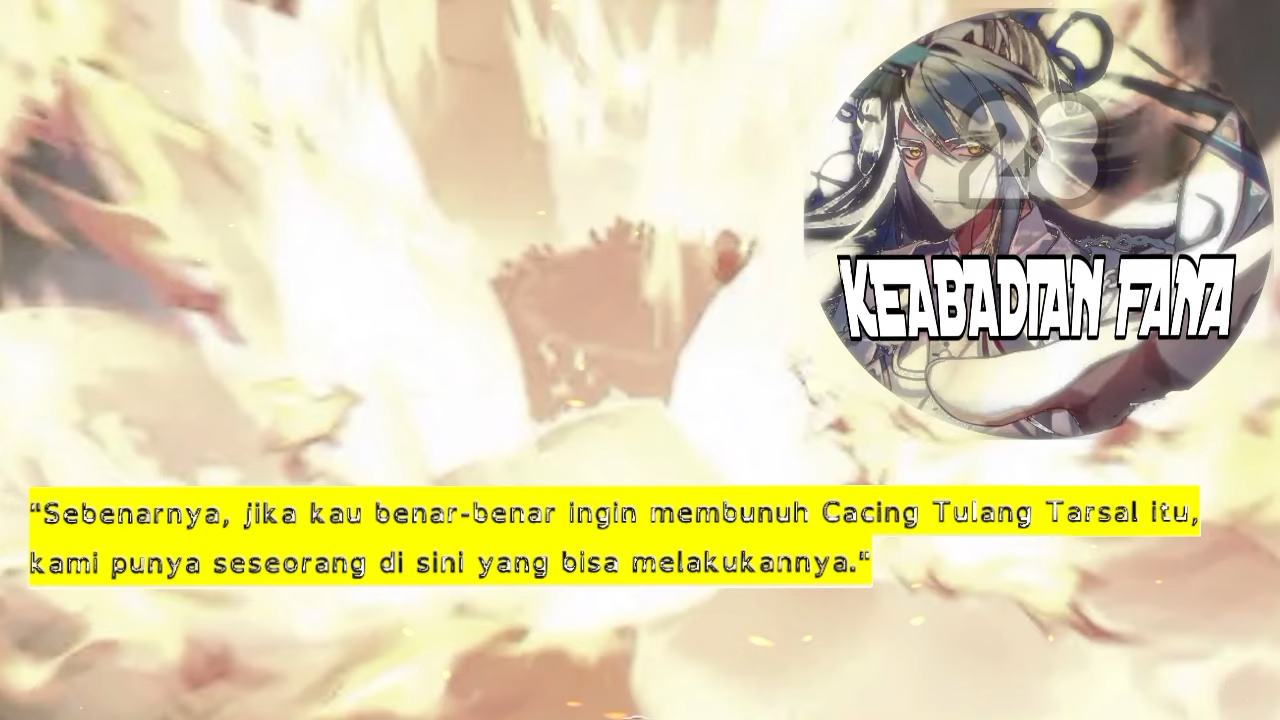 28
KEABADIAN FANA
“Sebenarnya, jika kau benar-benar ingin membunuh Cacing Tulang Tarsal itu,
kami punya seseorang di sini yang bisa melakukannya.“